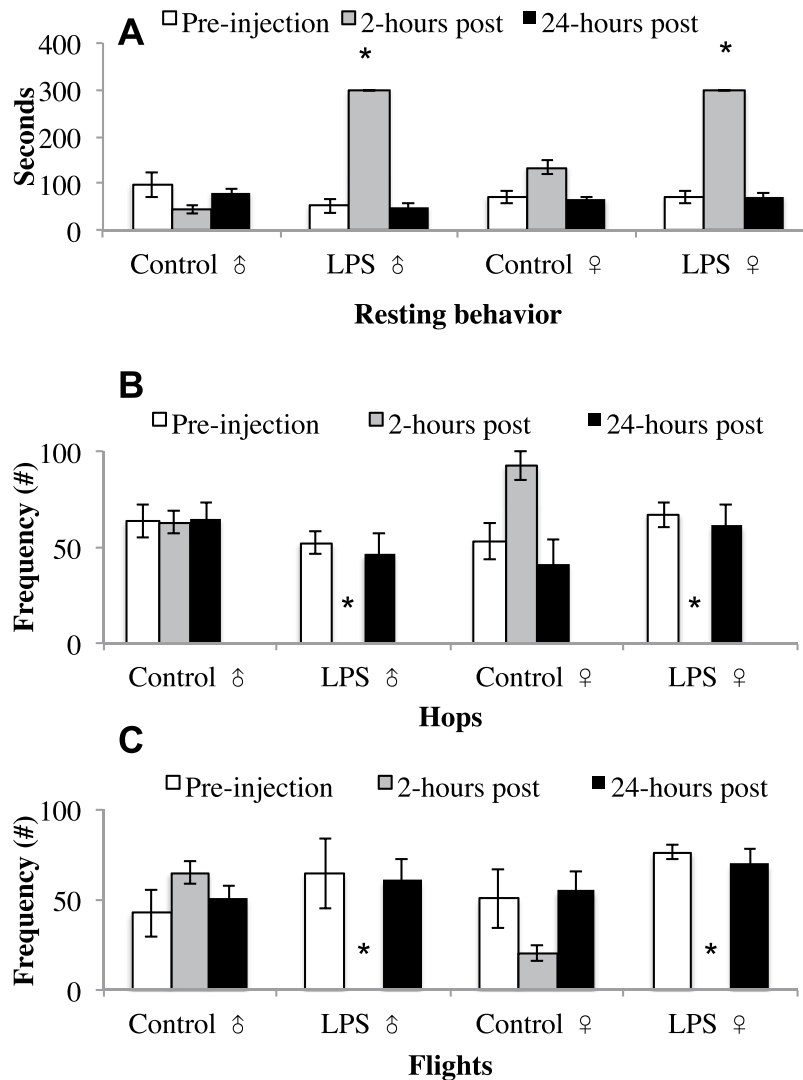 A
Pre-injection 2-hours post 24-hours post
Seconds
400
300
200
100
0
* *
Control ♂ LPS ♂ Control ♀ LPS ♀
Resting behavior
B
Pre-injection 2-hours post 24-hours post
Frequency (#)
100
50
0
* *
Control ♂ LPS ♂ Control ♀ LPS ♀
Hops
C
Pre-injection 2-hours post 24-hours post
Frequency (#)
100
50
0
* *
Control ♂ LPS ♂ Control ♀ LPS ♀
Flights